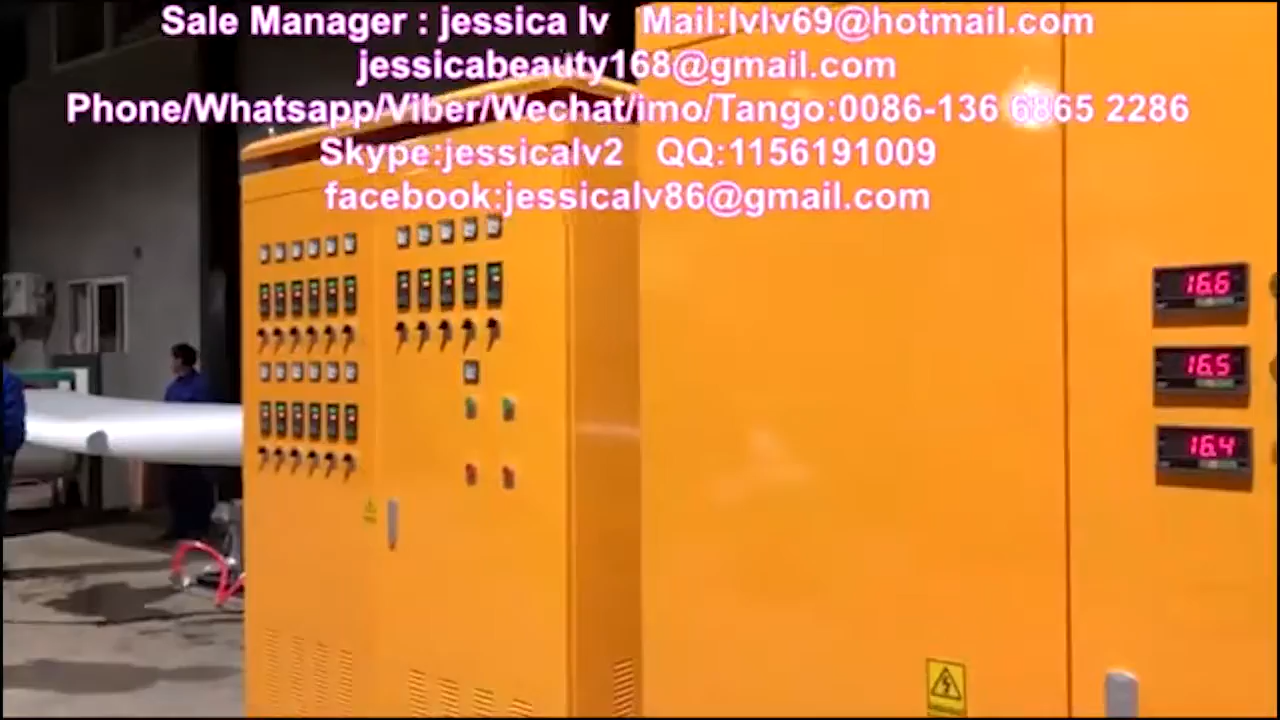 Sale Manager : jessica lv   Mail:lvlv69@hotmail.com
jessicabeauty168@gmail.com
Phone/Whatsapp/Viber/Wechat/imo/Tango:0086-136 6865 2286
Skype:jessicalv2   QQ:1156191009
facebook:jessicalv86@gmail.com
16.6
16.5
16.4